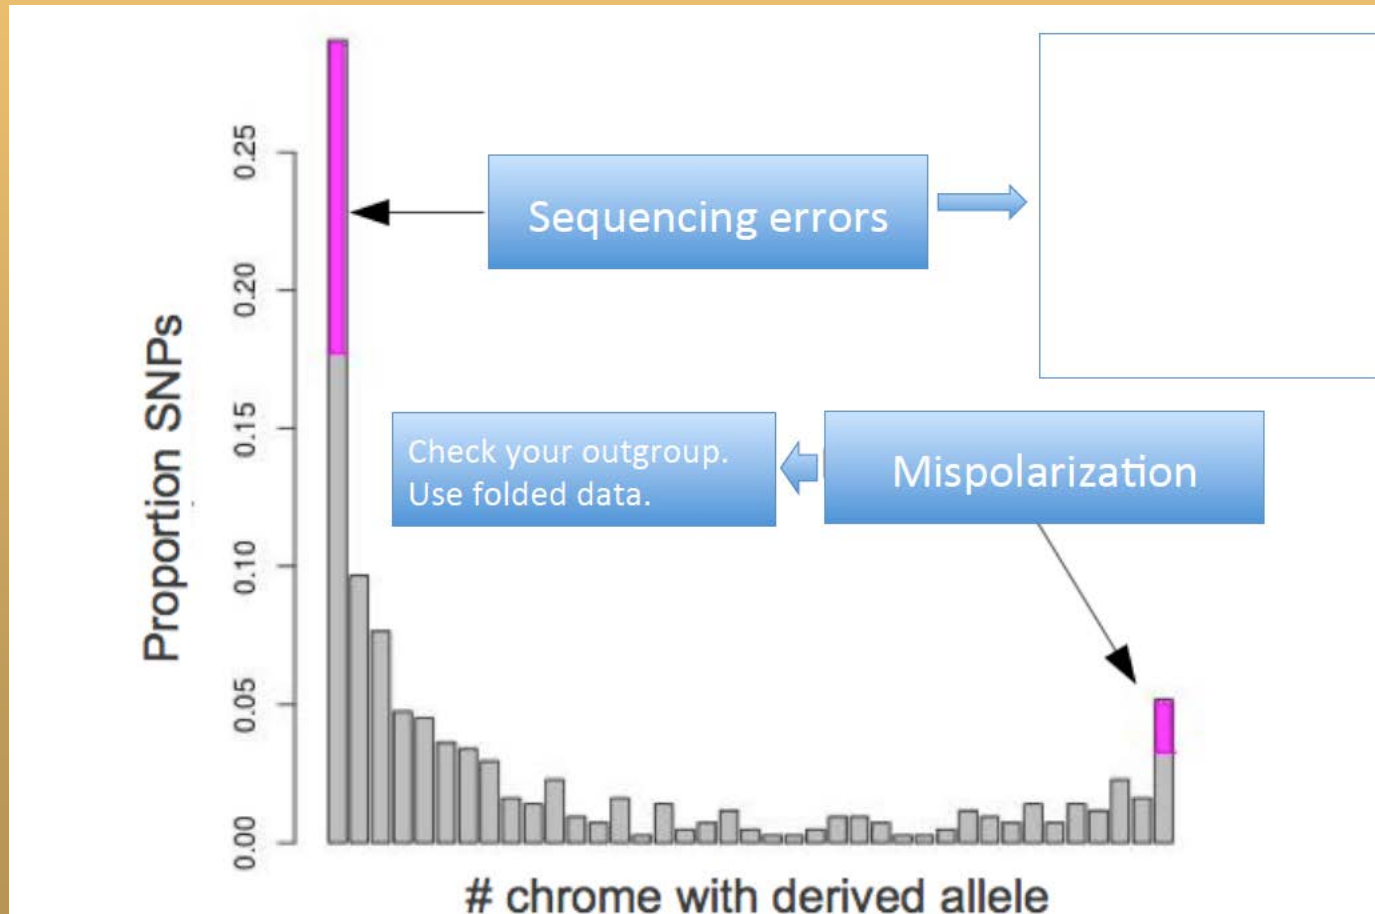 Proportion SNPs
0.25
0.20
0.15
0.10
0.05
0.00
Sequencing errors
Check your outgroup.
Use folded data.
Mispolarization
# chrome with derived allele